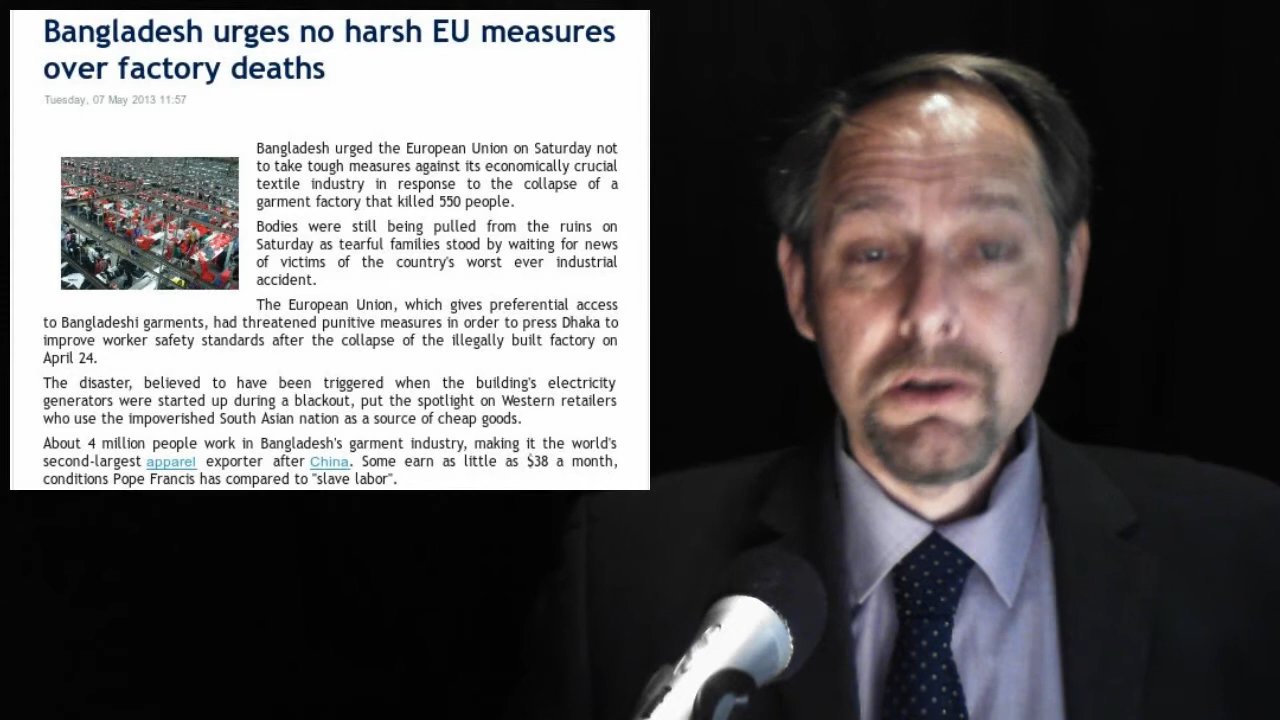 Bangladesh urges no harsh EU measures
over factory deaths
Tuesday, 07 May 2013 11:57
Bangladesh urged the European Union on Saturday not
to take tough measures against its economically crucial
textile industry in response to the collapse of a
garment factory that killed 550 people.
Bodies were still being pulled from the ruins on
Saturday as tearful families stood by waiting for news
of victims of the country's worst ever industrial
accident.
The European Union, which gives preferential access
to Bangladeshi garments, had threatened punitive measures in order to press Dhaka to
improve worker safety standards after the collapse of the illegally built factory on
April 24.
The disaster, believed to have been triggered when the building's electricity
generators were started up during a blackout, put the spotlight on Western retailers
who use the impoverished South Asian nation as a source of cheap goods.
About 4 million people work in Bangladesh's garment industry, making it the world's
second-largest apparel exporter after China. Some earn as little as $38 a month,
conditions Pope Francis has compared to "slave labor".